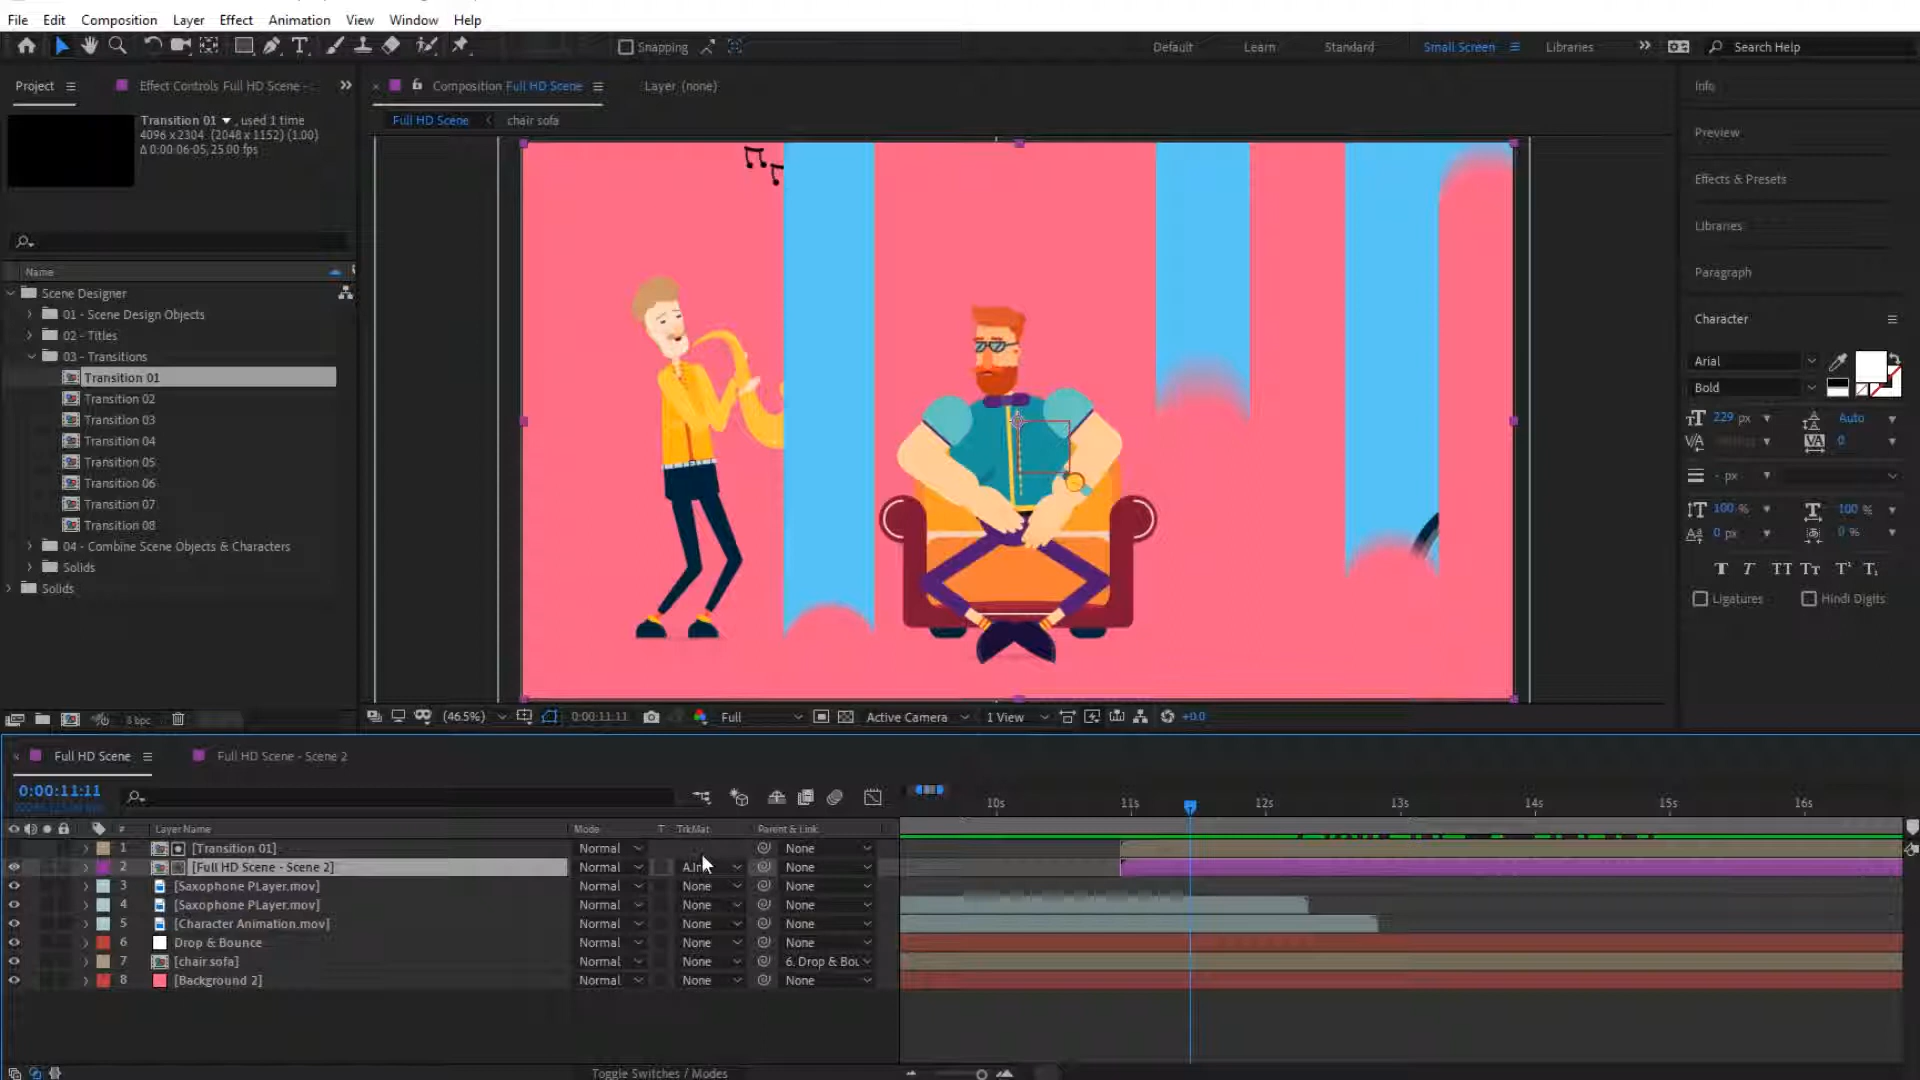 File Edit Composition Layer Effect Animation View Window Help
Snapping
Default Learn Standard Small Screen Libraries
Search Help
Project
Effect Controls Full HD Scene -
Composition Full HD Scene
Layer (none)
Full HD Scene
chair sofa
Transition 01 , used 1 time
4096 x 2304 (2048 x 1152) (1.00)
Δ 0:00:06:05, 25.00 fps
Name
Scene Designer
01 - Scene Design Objects
02 - Titles
03 - Transitions
Transition 01
Transition 02
Transition 03
Transition 04
Transition 05
Transition 06
Transition 07
Transition 08
04 - Combine Scene Objects & Characters
Solids
Solids
8 bpc
(46.5%)
0:00:11:11
Full
Active Camera
1 View
+0.0
Info
Preview
Effects & Presets
Libraries
Paragraph
Character
Arial
Bold
229 px
Auto
0
- px
100 %
100 %
0 px
0 %
T T TT TT T¹ T₁
Ligatures
Hindi Digits
Full HD Scene
Full HD Scene - Scene 2
0:00:11:11
10s 11s 12s 13s 14s 15s 16s
# Layer Name Mode T TrkMat Parent & Link
1 [Transition 01] Normal None
2 [Full HD Scene - Scene 2] Normal None
3 [Saxophone PLayer.mov] Normal None None
4 [Saxophone PLayer.mov] Normal None None
5 [Character Animation.mov] Normal None None
6 Drop & Bounce Normal None None
7 [chair sofa] Normal None 6. Drop & Bou
8 [Background 2] Normal None None
Toggle Switches / Modes